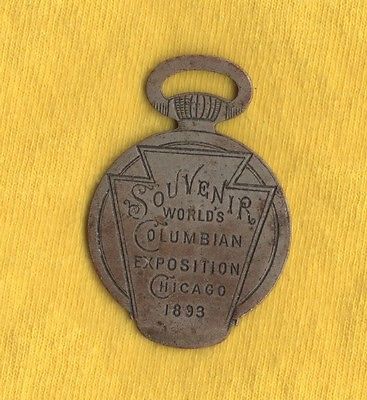 SOUVENIR
WORLD'S
COLUMBIAN
EXPOSITION
CHICAGO
1893